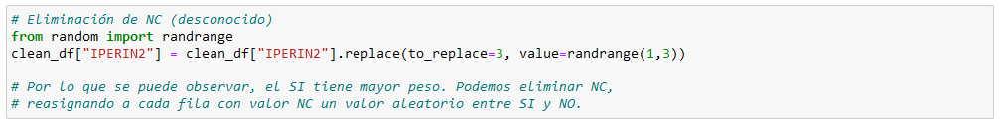 # Eliminación de NC (desconocido)
from random import randrange
clean_df["IPERIN2"] = clean_df["IPERIN2"].replace(to_replace=3, value=randrange(1,3))
# Por lo que se puede observar, el SI tiene mayor peso. Podemos eliminar NC,
# reasignando a cada fila con valor NC un valor aleatorio entre SI y NO.